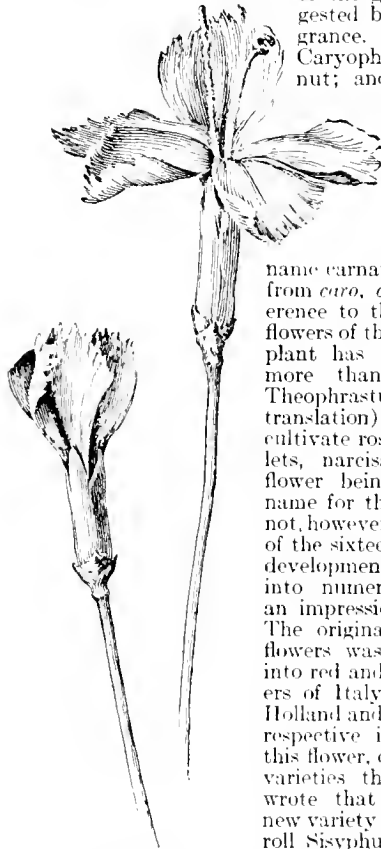 gested b
grance.
Caryoph
nut; and
name carna
from caro, c
erence to th
flowers of th
plant has
more than
Theophrastu
translation)
cultivate ros
lets, narcis
flower bein
name for th
not, however
of the sixtee
development
into numer
an impressi
The origina
flowers was
into red and
ers of Italy
Holland and
respective i
this flower, e
varieties th
wrote that
new variety
roll Sisyphu